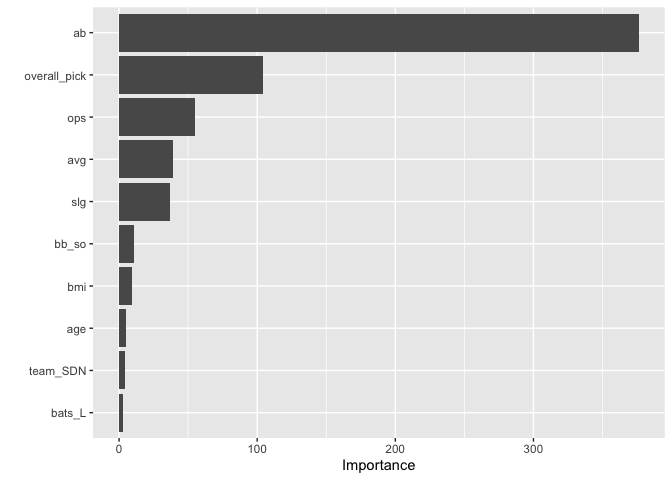 ab
overall_pick
ops
avg
slg
bb_so
bmi
age
team_SDN
bats_L
0 100 200 300
Importance